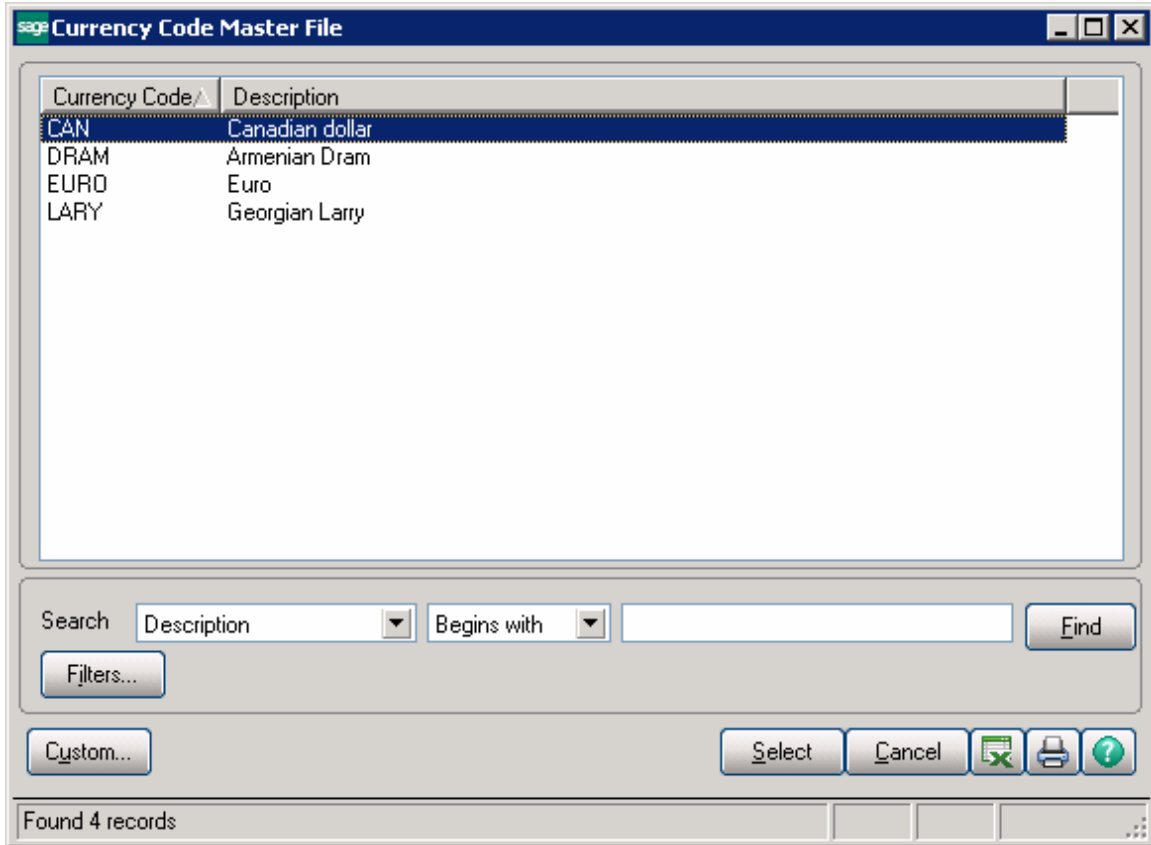 sage Currency Code Master File
Currency Code Description
CAN Canadian dollar
DRAM Armenian Dram
EURO Euro
LARY Georgian Larry
Search Description Begins with Find
Filters...
Custom... Select Cancel ?
Found 4 records